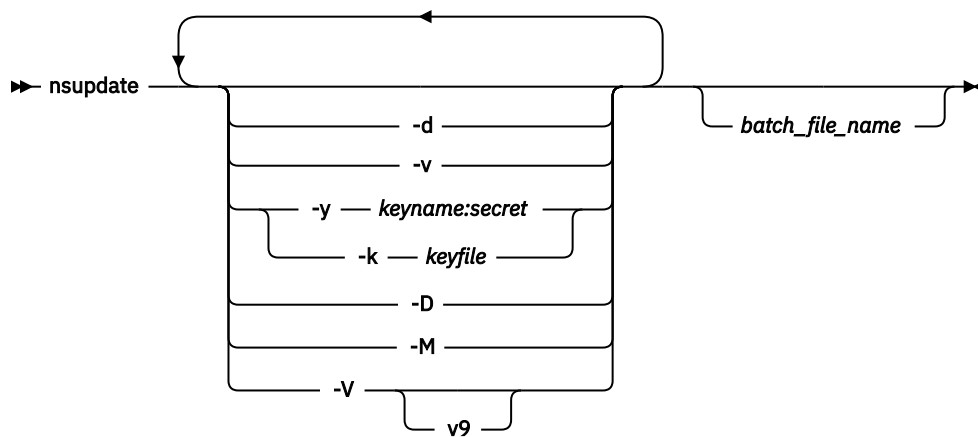 nsupdate
-d
batch_file_name
-v
-y keyname:secret
-k keyfile
-D
-M
-V
v9